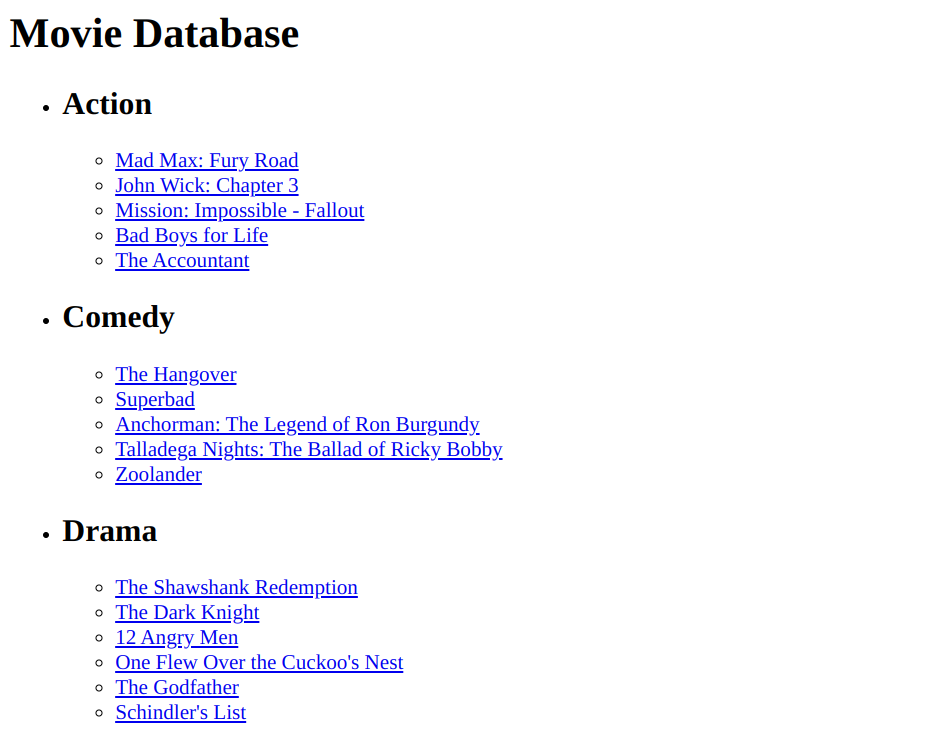 Movie Database
Action
Mad Max: Fury Road
John Wick: Chapter 3
Mission: Impossible - Fallout
Bad Boys for Life
The Accountant
Comedy
The Hangover
Superbad
Anchorman: The Legend of Ron Burgundy
Talladega Nights: The Ballad of Ricky Bobby
Zoolander
Drama
The Shawshank Redemption
The Dark Knight
12 Angry Men
One Flew Over the Cuckoo's Nest
The Godfather
Schindler's List